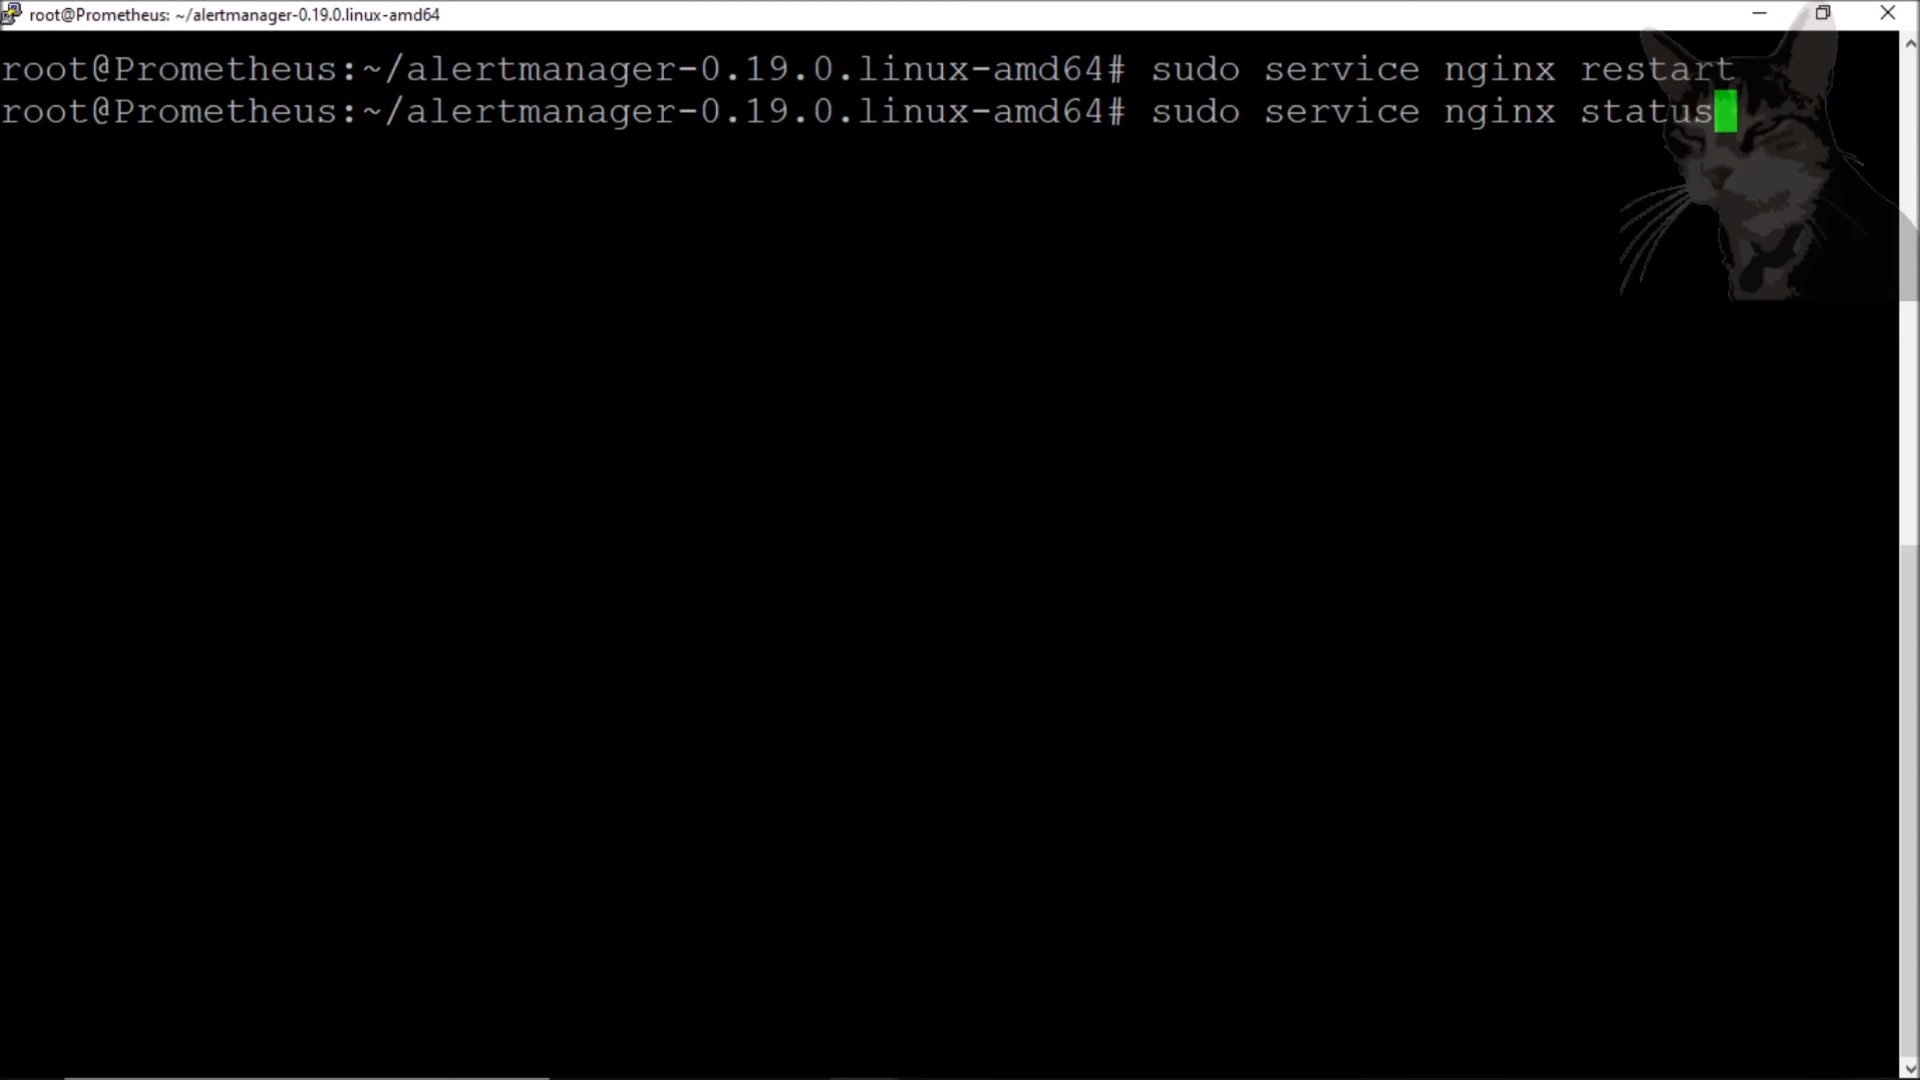 root@Prometheus: ~/alertmanager-0.19.0.linux-amd64
root@Prometheus:~/alertmanager-0.19.0.linux-amd64# sudo service nginx restart
root@Prometheus:~/alertmanager-0.19.0.linux-amd64# sudo service nginx status